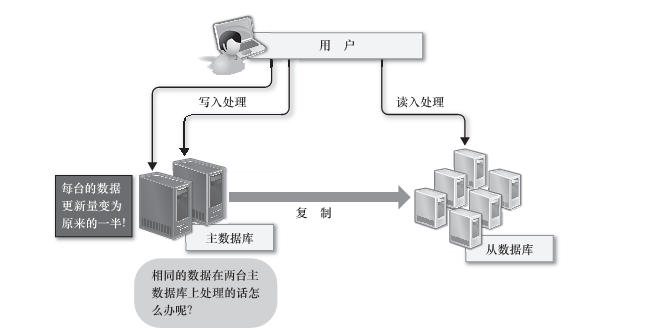 用 户
写入处理
读入处理
每台的数据
更新量变为
原来的一半!
复 制
主数据库
从数据库
相同的数据在两台主
数据库上处理的话怎
么办呢?